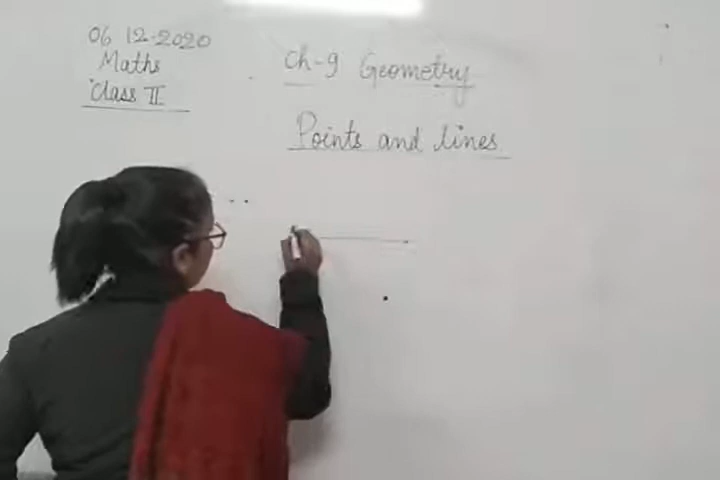 06 12-2020
Maths
Class II
Ch-9 Geometry
Points and lines